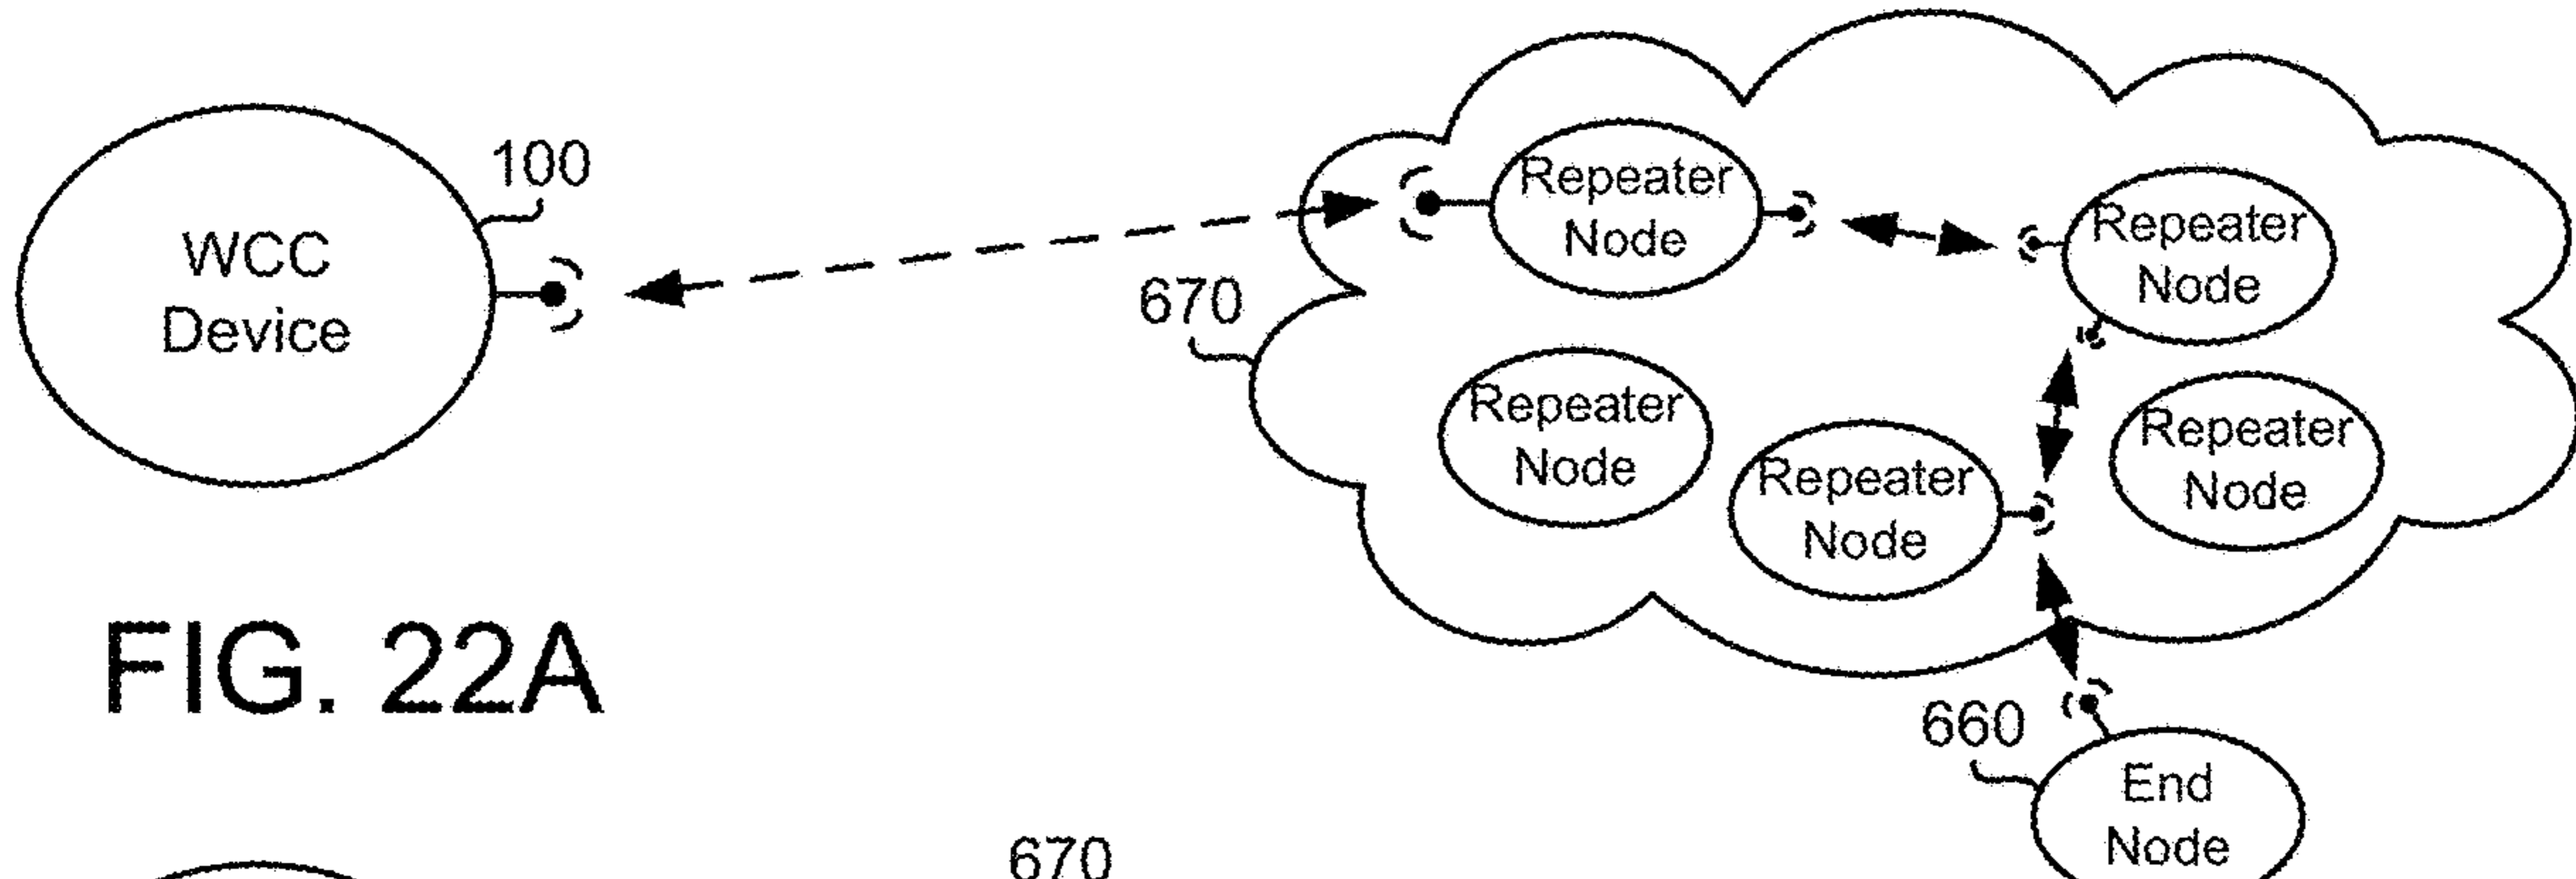 100
WCC
Device
Repeater
Node
Repeater
Node
670
Repeater
Node
Repeater
Node
Repeater
Node
FIG. 22A
660
End
Node
670